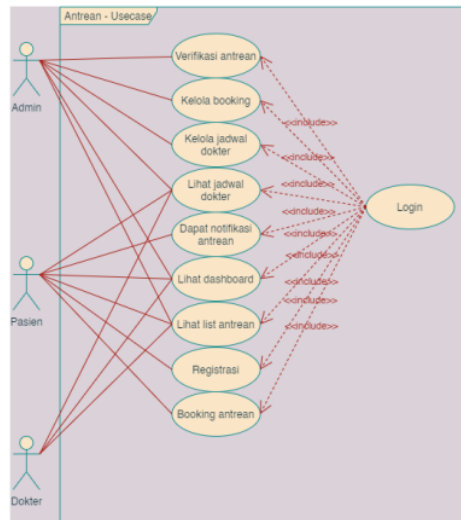 Antrean - Usecase
Admin
Pasien
Dokter
Verifikasi antrean
Kelola booking
Kelola jadwal
dokter
Lihat jadwal
dokter
Dapat notifikasi
antrean
Lihat dashboard
Lihat list antrean
Registrasi
Booking antrean
<<include>>
<<include>>
<<include>>
<<include>>
<<include>>
<<include>>
<<include>>
<<include>>
Login